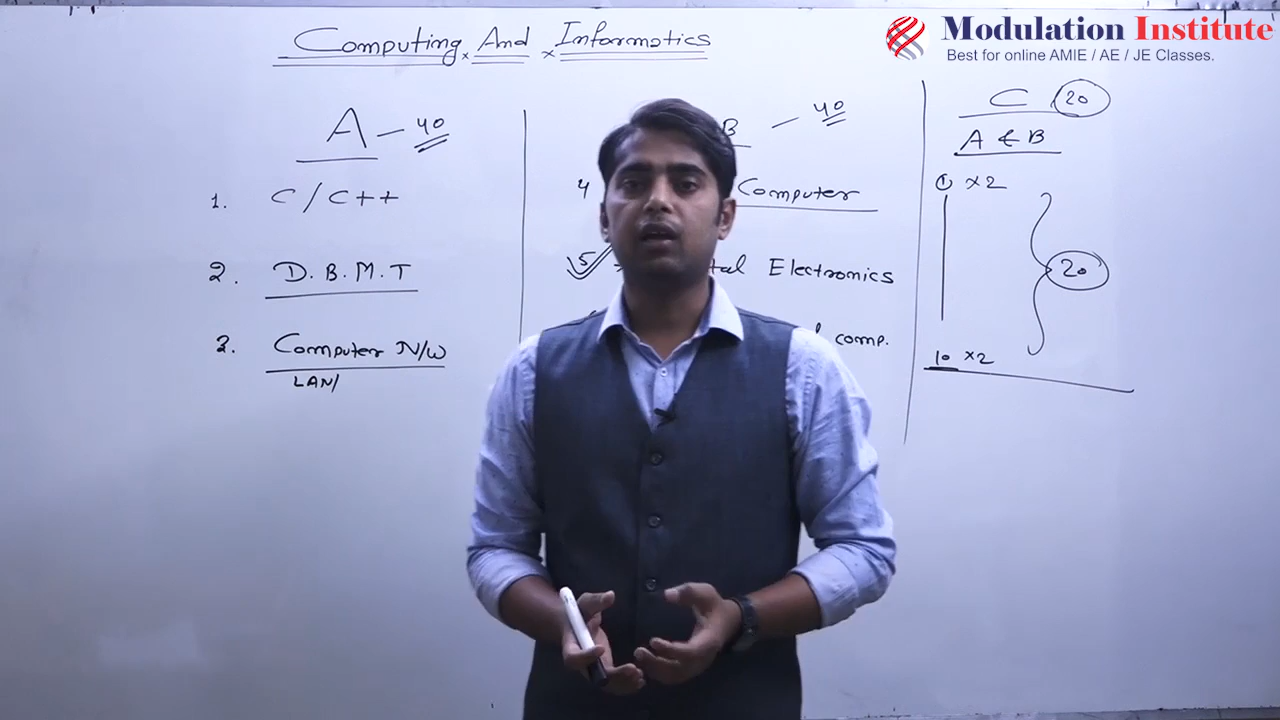 Modulation Institute
Best for online AMIE / AE / JE Classes.
Computing And Informatics
A - 40
1. C / C++
2. D.B.M.T
3. Computer N/W
LAN/
B - 40
4 Computer
5 tal Electronics
comp.
C 20
A & B
1 x2
20
10 x2